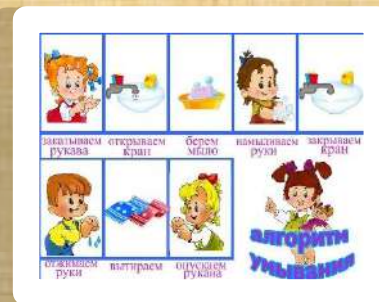 закатываем открываем берем намыливаем закрываем
рукава кран мыло руки кран
отжимаем вытираем опускаем
руки рукава
алгоритм
умывания